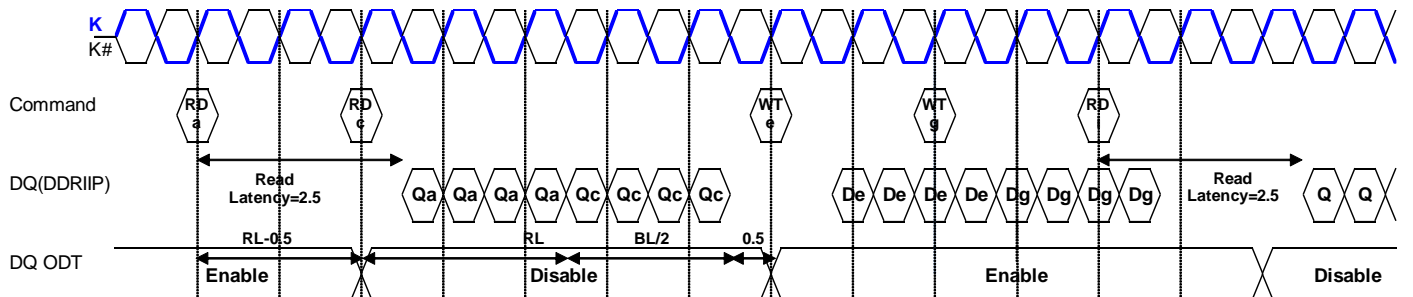 K
K#
Command
RD a
RD c
WT e
WT g
RD i
DQ(DDRIIP)
Read Latency=2.5
Qa Qa Qa Qa Qc Qc Qc Qc
De De De De Dg Dg Dg Dg
Read Latency=2.5
Q Q
DQ ODT
RL-0.5
RL
BL/2
0.5
Enable
Disable
Enable
Disable